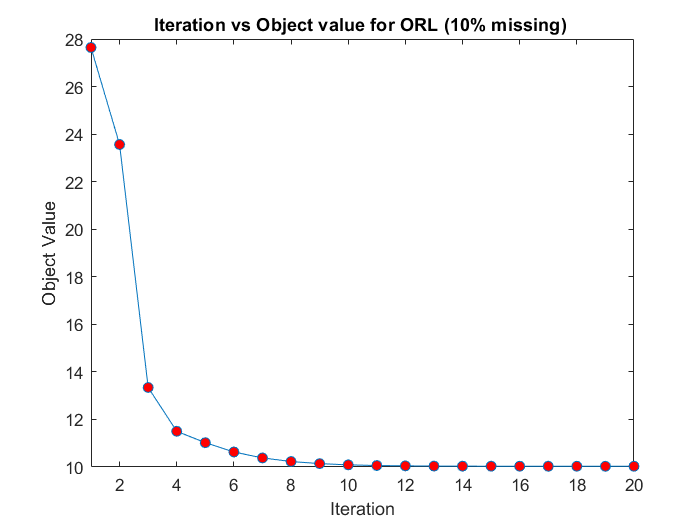 Iteration vs Object value for ORL (10% missing)
28
26
24
22
20
18
16
14
12
10
Object Value
2 4 6 8 10 12 14 16 18 20
Iteration